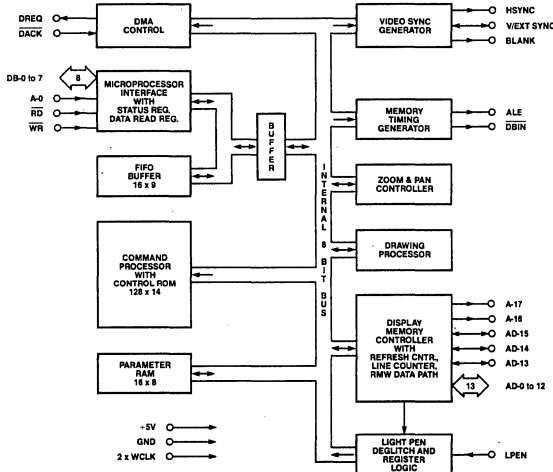 DREQ
DACK
DMA
CONTROL
VIDEO SYNC
GENERATOR
HSYNC
V/EXT SYNC
BLANK
DB-0 to 7
8
A-0
RD
WR
MICROPROCESSOR
INTERFACE
WITH
STATUS REG.
DATA READ REG.
BUFFER
MEMORY
TIMING
GENERATOR
ALE
DBIN
FIFO
BUFFER
16 x 9
INTERNAL 8 BIT BUS
ZOOM & PAN
CONTROLLER
COMMAND
PROCESSOR
WITH
CONTROL ROM
128 x 14
DRAWING
PROCESSOR
DISPLAY
MEMORY
CONTROLLER
WITH
REFRESH CNTR.,
LINE COUNTER,
RMW DATA PATH
A-17
A-16
AD-15
AD-14
AD-13
13
AD-0 to 12
PARAMETER
RAM
16 x 8
+5V
GND
2 x WCLK
LIGHT PEN
DEGLITCH AND
REGISTER
LOGIC
LPEN